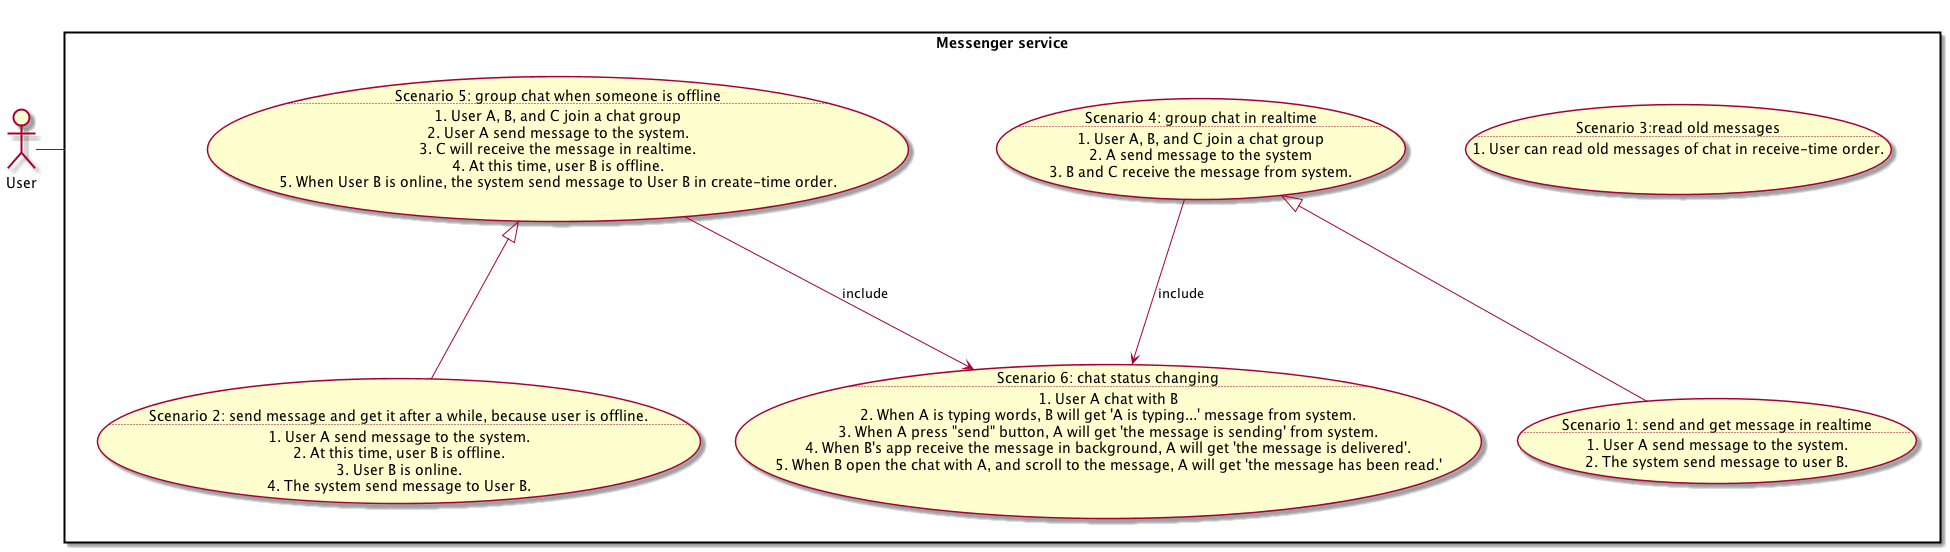 Messenger service
User
Scenario 5: group chat when someone is offline
1. User A, B, and C join a chat group
2. User A send message to the system.
3. C will receive the message in realtime.
4. At this time, user B is offline.
5. When User B is online, the system send message to User B in create-time order.
Scenario 4: group chat in realtime
1. User A, B, and C join a chat group
2. A send message to the system
3. B and C receive the message from system.
Scenario 3:read old messages
1. User can read old messages of chat in receive-time order.
include
include
Scenario 2: send message and get it after a while, because user is offline.
1. User A send message to the system.
2. At this time, user B is offline.
3. User B is online.
4. The system send message to User B.
Scenario 6: chat status changing
1. User A chat with B
2. When A is typing words, B will get 'A is typing...' message from system.
3. When A press "send" button, A will get 'the message is sending' from system.
4. When B's app receive the message in background, A will get 'the message is delivered'.
5. When B open the chat with A, and scroll to the message, A will get 'the message has been read.'
Scenario 1: send and get message in realtime
1. User A send message to the system.
2. The system send message to user B.